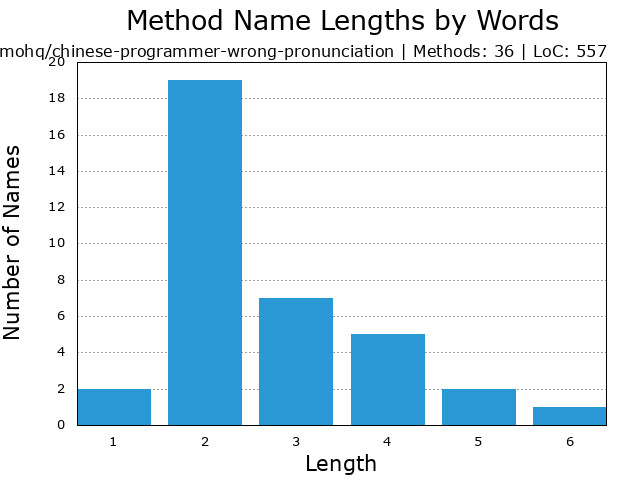 Method Name Lengths by Words
mohq/chinese-programmer-wrong-pronunciation | Methods: 36 | LoC: 557
Number of Names
20
18
16
14
12
10
8
6
4
2
0
1 2 3 4 5 6
Length